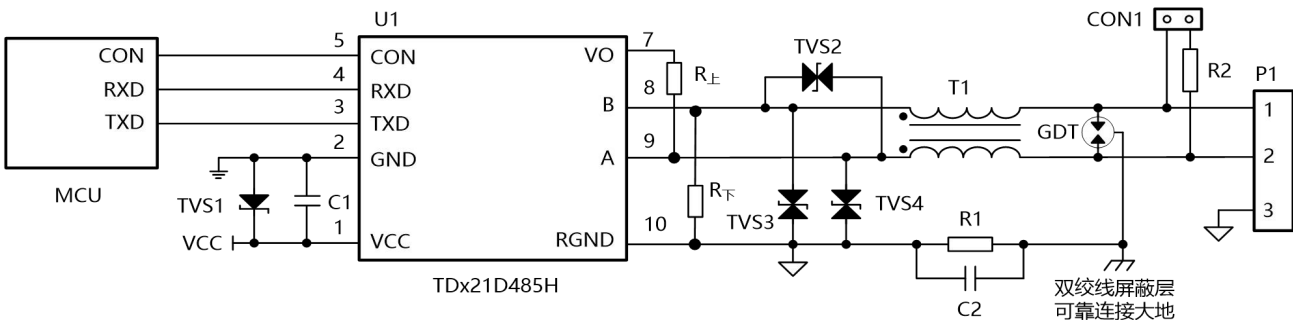 U1
CON1
MCU
CON
RXD
TXD
5
4
3
2
1
CON
RXD
TXD
GND
VCC
VO
B
A
RGND
7
8
9
10
TDx21D485H
TVS1
C1
VCC
R上
R下
TVS2
TVS3
TVS4
T1
GDT
R2
P1
1
2
3
R1
C2
双绞线屏蔽层
可靠连接大地